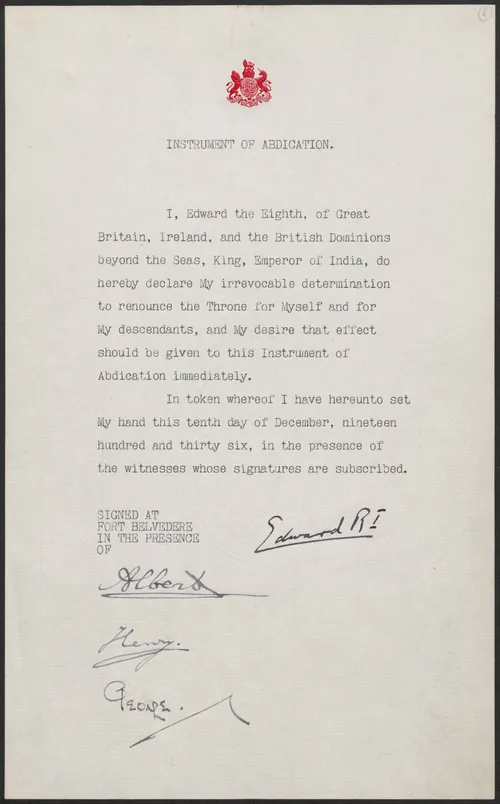 INSTRUMENT OF ABDICATION.
I, Edward the Eighth, of Great
Britain, Ireland, and the British Dominions
beyond the Seas, King, Emperor of India, do
hereby declare My irrevocable determination
to renounce the Throne for Myself and for
My descendants, and My desire that effect
should be given to this Instrument of
Abdication immediately.
In token whereof I have hereunto set
My hand this tenth day of December, nineteen
hundred and thirty six, in the presence of
the witnesses whose signatures are subscribed.
SIGNED AT
FORT BELVEDERE
IN THE PRESENCE
OF
Edward R I
Albert
Henry.
George.